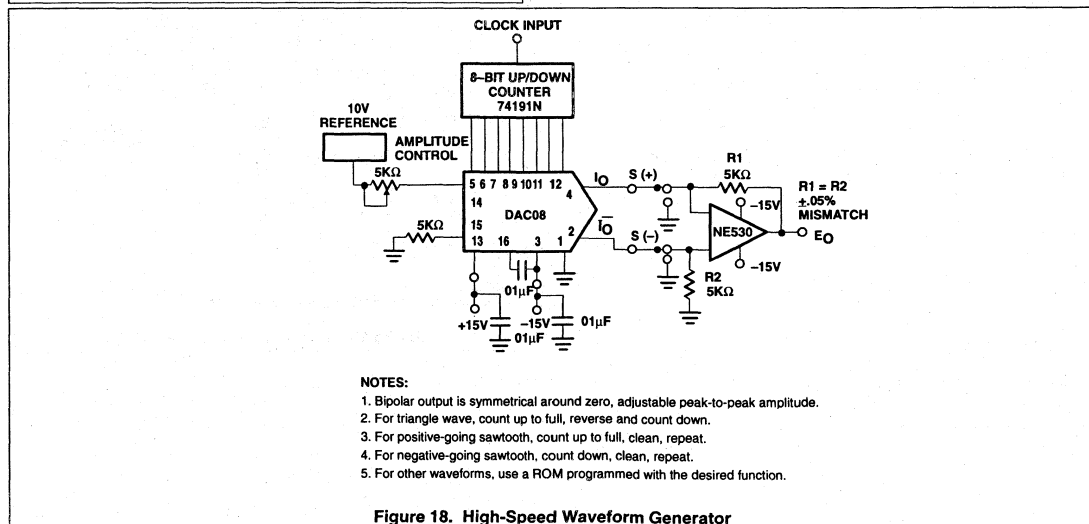 CLOCK INPUT
8–BIT UP/DOWN
COUNTER
74191N
10V
REFERENCE
AMPLITUDE
CONTROL
5KΩ
5 6 7 8 9 10 11 12
14
4
IO
S (+)
R1
5KΩ
–15V
R1 = R2
±.05%
MISMATCH
DAC08
15
5KΩ
13 16 3 1
2
IO
S (–)
NE530
EO
–15V
R2
5KΩ
01μF
+15V
01μF
–15V
01μF
NOTES:
1. Bipolar output is symmetrical around zero, adjustable peak-to-peak amplitude.
2. For triangle wave, count up to full, reverse and count down.
3. For positive-going sawtooth, count up to full, clean, repeat.
4. For negative-going sawtooth, count down, clean, repeat.
5. For other waveforms, use a ROM programmed with the desired function.
Figure 18. High-Speed Waveform Generator